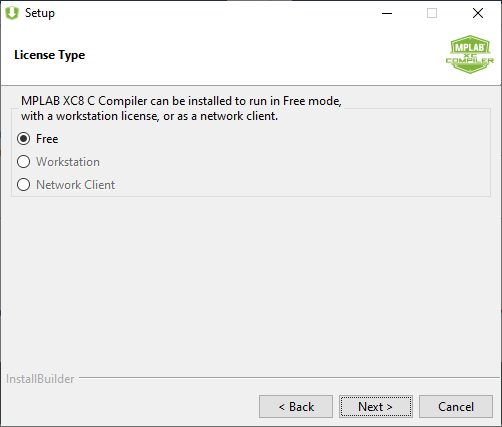 Setup
License Type
MPLAB
XC
COMPILER
MPLAB XC8 C Compiler can be installed to run in Free mode,
with a workstation license, or as a network client.
Free
Workstation
Network Client
InstallBuilder
< Back
Next >
Cancel